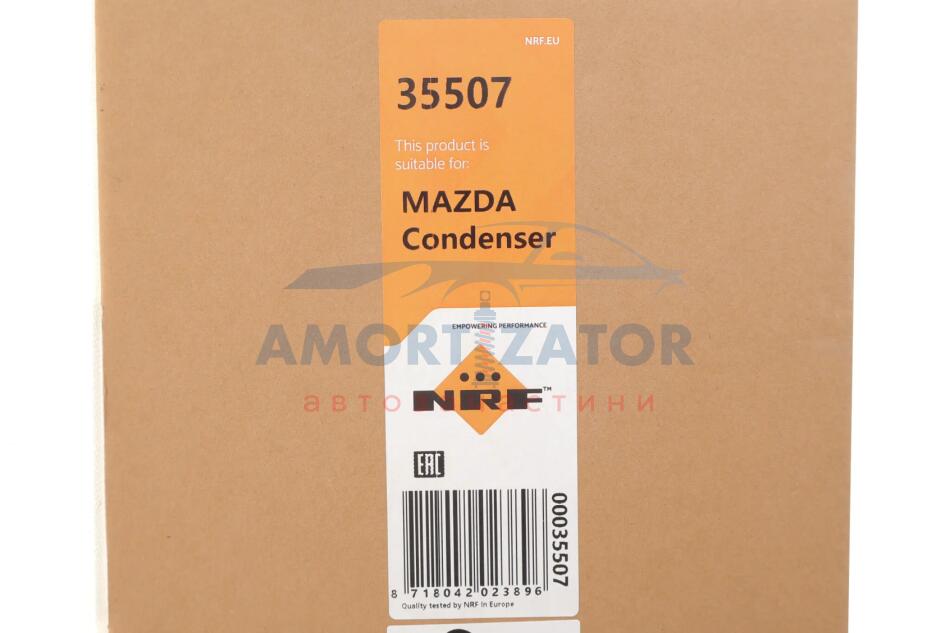 NRF.EU
35507
This product is
suitable for:
MAZDA
Condenser
EMPOWERING PERFORMANCE
AMORTIZATOR
NRF™
автозапчастини
EAC
00035507
8 718042 023896
Quality tested by NRF in Europe